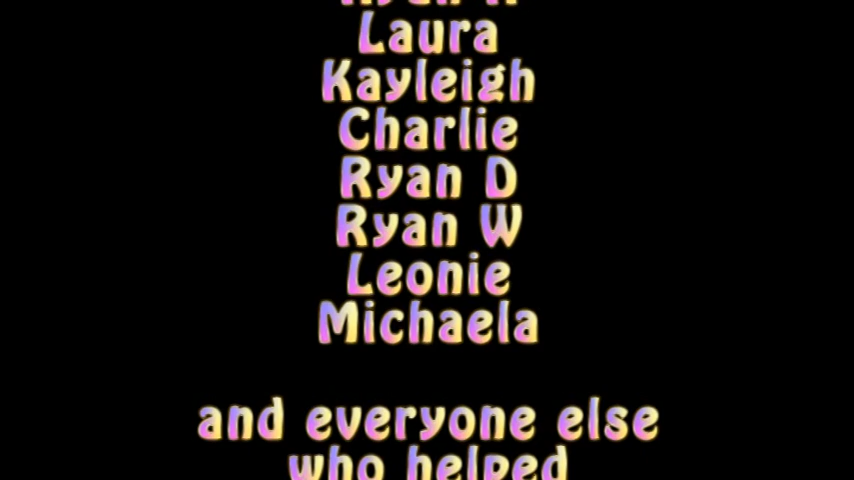 Laura
Kayleigh
Charlie
Ryan D
Ryan W
Leonie
Michaela
and everyone else
who helped